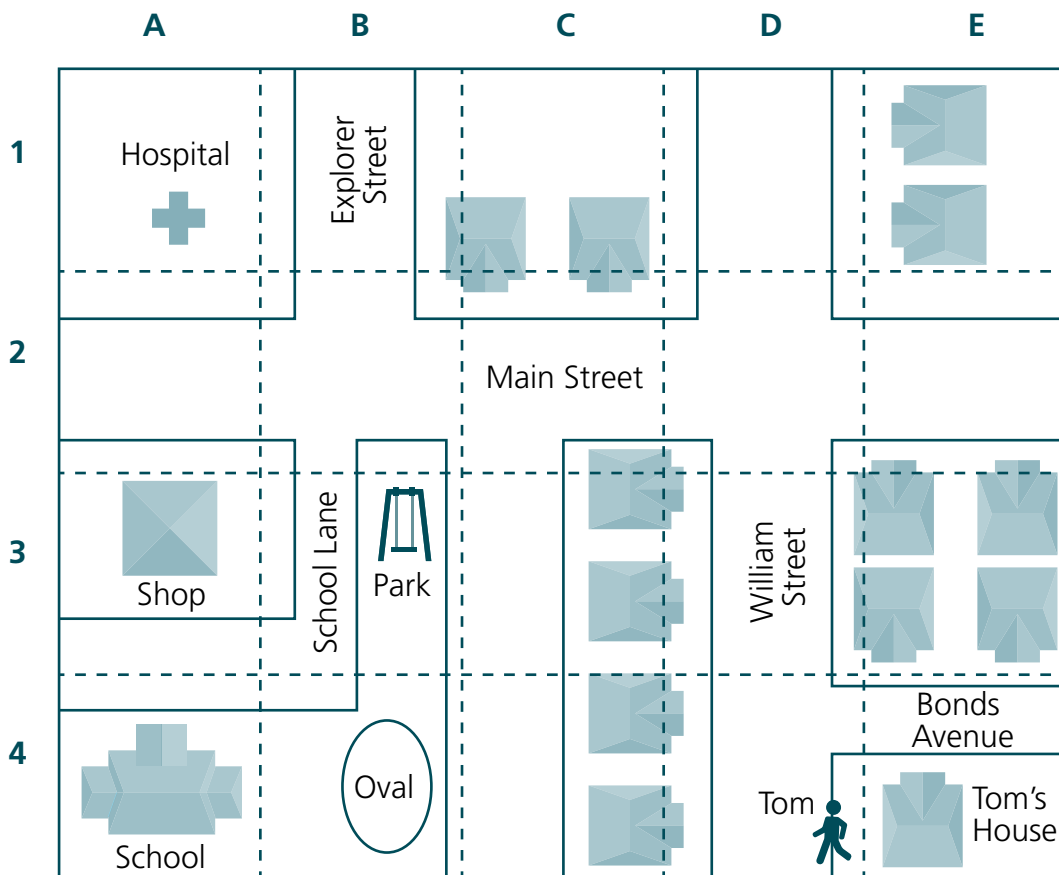 A B C D E
1
Hospital
Explorer
Street
2
Main Street
3
Shop
School Lane
Park
William
Street
4
School
Oval
Bonds
Avenue
Tom
Tom's
House